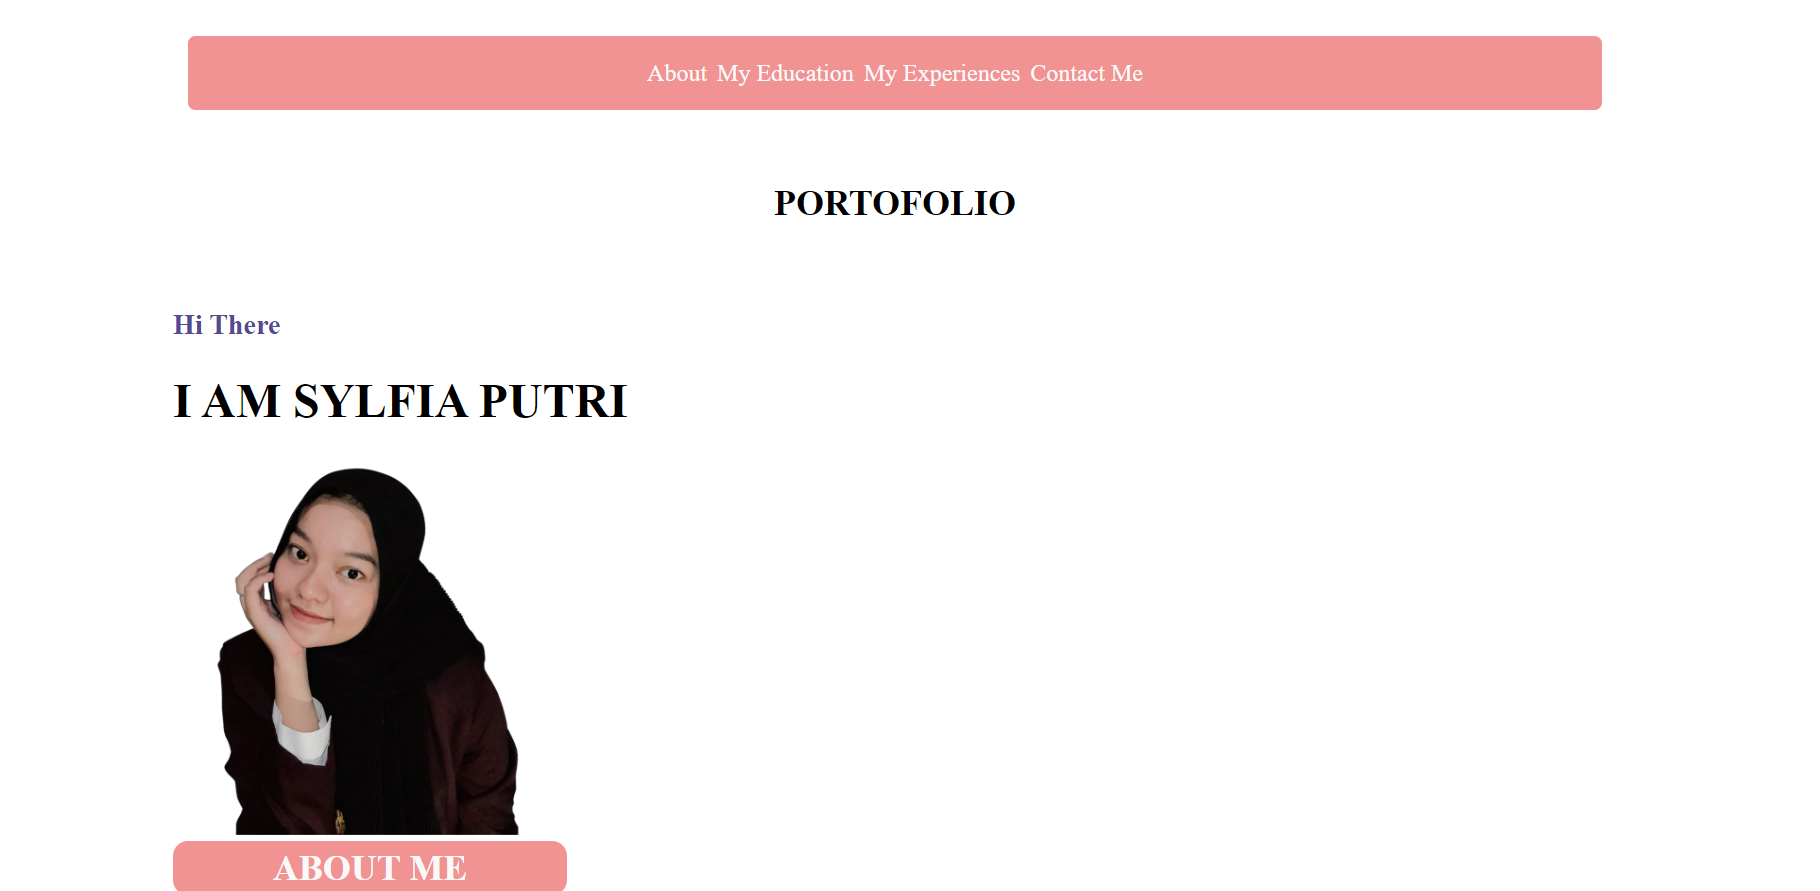 About My Education My Experiences Contact Me
PORTOFOLIO
Hi There
I AM SYLFIA PUTRI
ABOUT ME